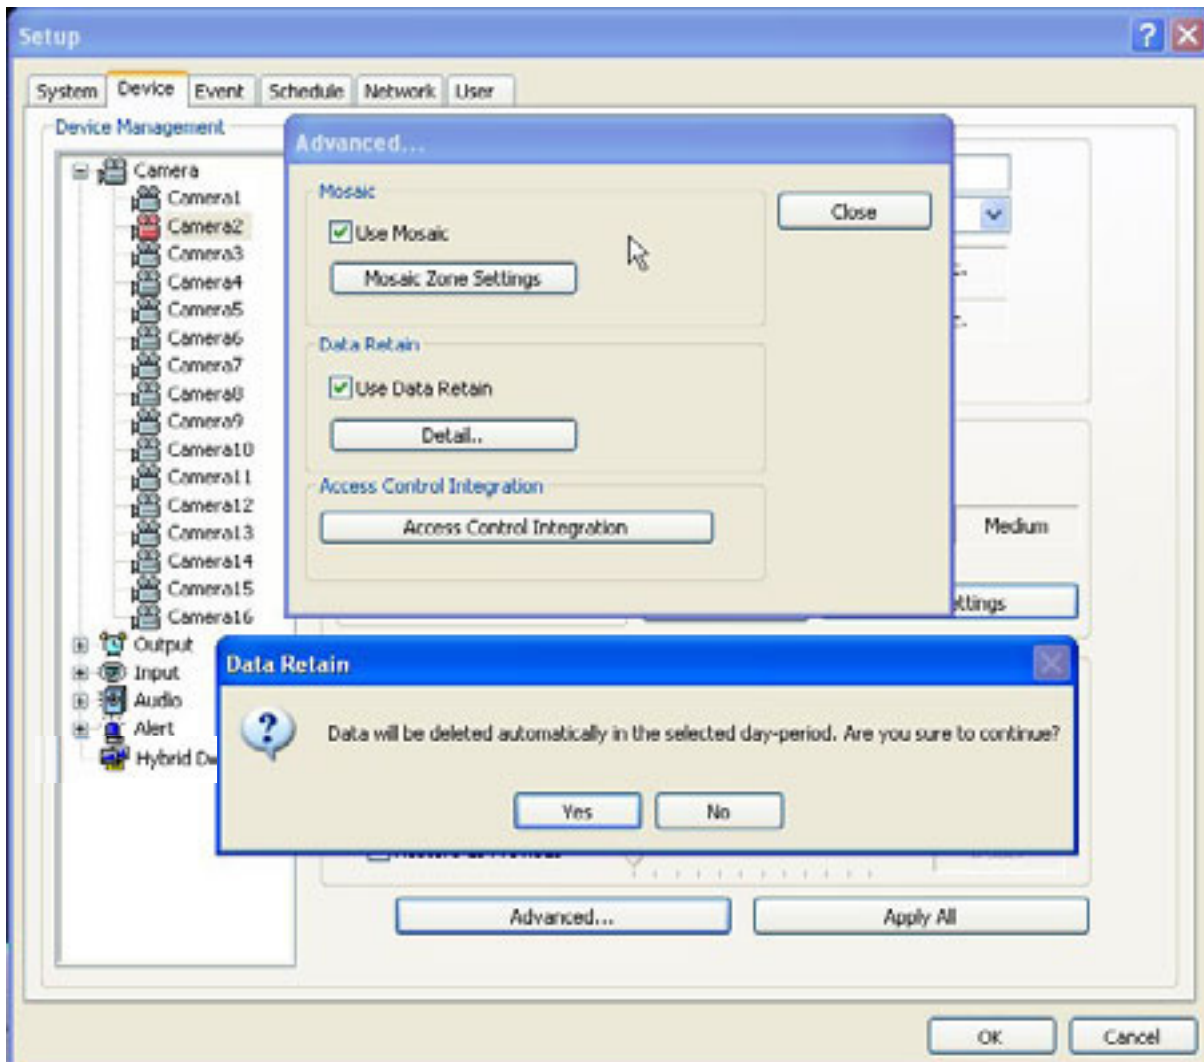 Setup
System Device Event Schedule Network User
Device Management
Camera
Camera1
Camera2
Camera3
Camera4
Camera5
Camera6
Camera7
Camera8
Camera9
Camera10
Camera11
Camera12
Camera13
Camera14
Camera15
Camera16
Output
Input
Audio
Alert
Hybrid
Advanced...
Mosaic
Use Mosaic
Mosaic Zone Settings
Close
Data Retain
Use Data Retain
Detail..
Access Control Integration
Access Control Integration
Medium
ettings
Data Retain
Data will be deleted automatically in the selected day-period. Are you sure to continue?
Yes No
Advanced... Apply All
OK Cancel